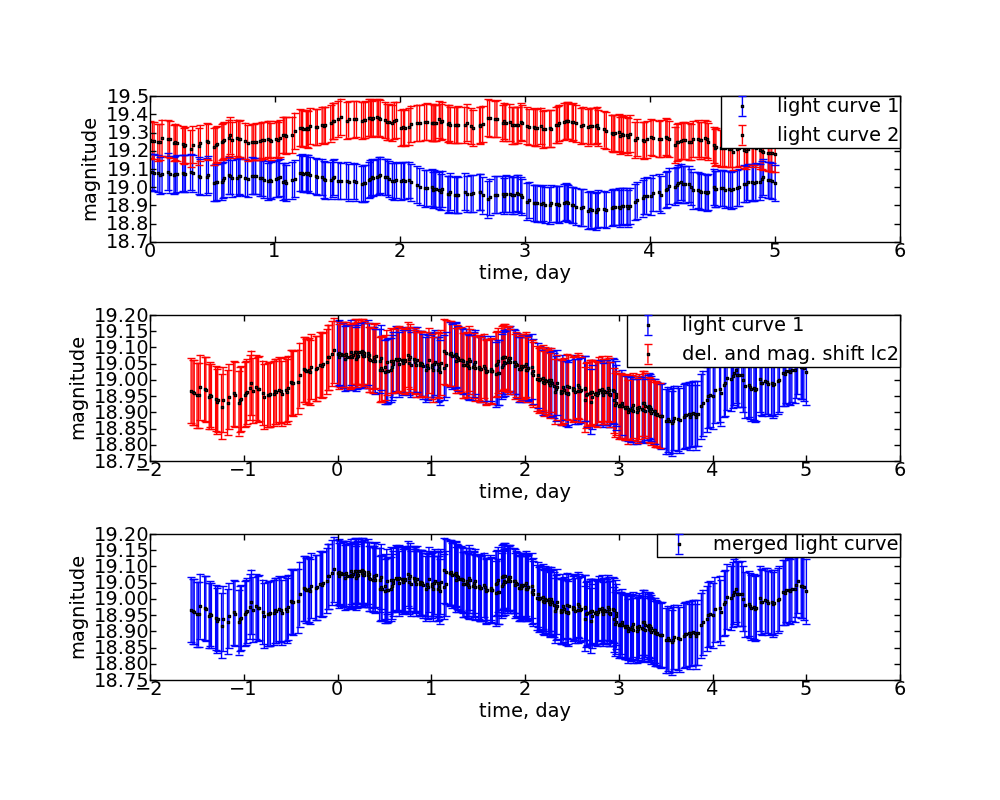 19.5
19.4
19.3
19.2
19.1
19.0
18.9
18.8
18.7
magnitude
light curve 1
light curve 2
0 1 2 3 4 5 6
time, day
19.20
19.15
19.10
19.05
19.00
18.95
18.90
18.85
18.80
18.75
magnitude
light curve 1
del. and mag. shift lc2
−2 −1 0 1 2 3 4 5 6
time, day
19.20
19.15
19.10
19.05
19.00
18.95
18.90
18.85
18.80
18.75
magnitude
merged light curve
−2 −1 0 1 2 3 4 5 6
time, day